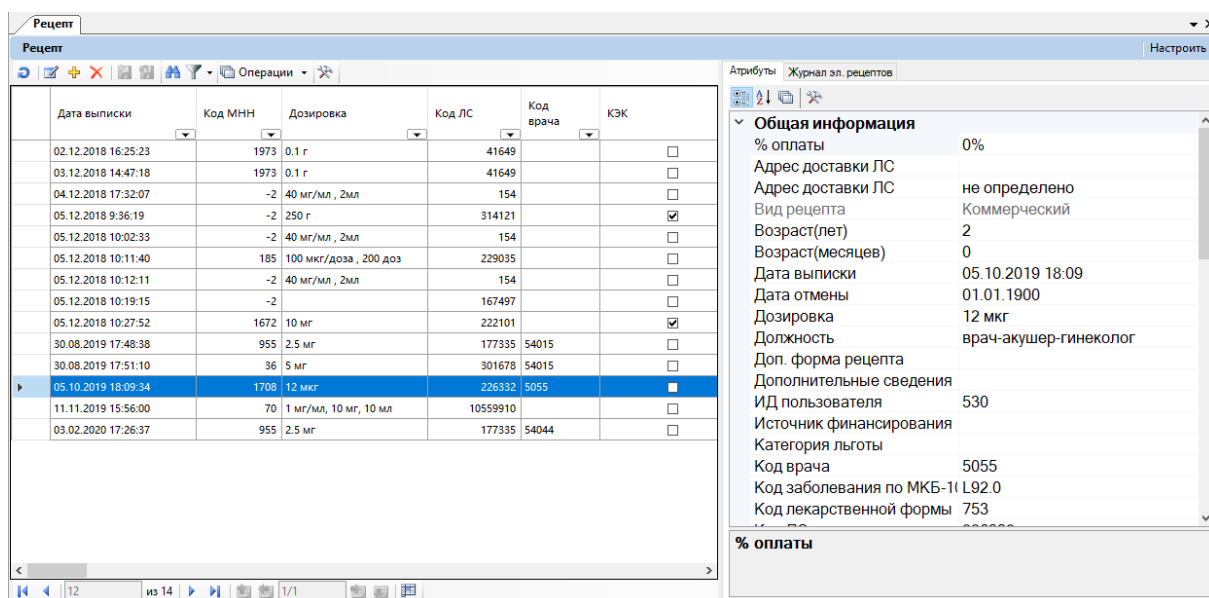 Рецепт
Рецепт
Настроить
Операции
Дата выписки Код МНН Дозировка Код ЛС Код врача КЭК
02.12.2018 16:25:23 1973 0.1 г 41649
03.12.2018 14:47:18 1973 0.1 г 41649
04.12.2018 17:32:07 -2 40 мг/мл , 2мл 154
05.12.2018 9:36:19 -2 250 г 314121
05.12.2018 10:02:33 -2 40 мг/мл , 2мл 154
05.12.2018 10:11:40 185 100 мкг/доза , 200 доз 229035
05.12.2018 10:12:11 -2 40 мг/мл , 2мл 154
05.12.2018 10:19:15 -2 167497
05.12.2018 10:27:52 1672 10 мг 222101
30.08.2019 17:48:38 955 2.5 мг 177335 54015
30.08.2019 17:51:10 36 5 мг 301678 54015
05.10.2019 18:09:34 1708 12 мкг 226332 5055
11.11.2019 15:56:00 70 1 мг/мл, 10 мг, 10 мл 10559910
03.02.2020 17:26:37 955 2.5 мг 177335 54044
12 из 14 1/1
Атрибуты Журнал эл. рецептов
Общая информация
% оплаты 0%
Адрес доставки ЛС
Адрес доставки ЛС не определено
Вид рецепта Коммерческий
Возраст(лет) 2
Возраст(месяцев) 0
Дата выписки 05.10.2019 18:09
Дата отмены 01.01.1900
Дозировка 12 мкг
Должность врач-акушер-гинеколог
Доп. форма рецепта
Дополнительные сведения
ИД пользователя 530
Источник финансирования
Категория льготы
Код врача 5055
Код заболевания по МКБ-10 L92.0
Код лекарственной формы 753
% оплаты